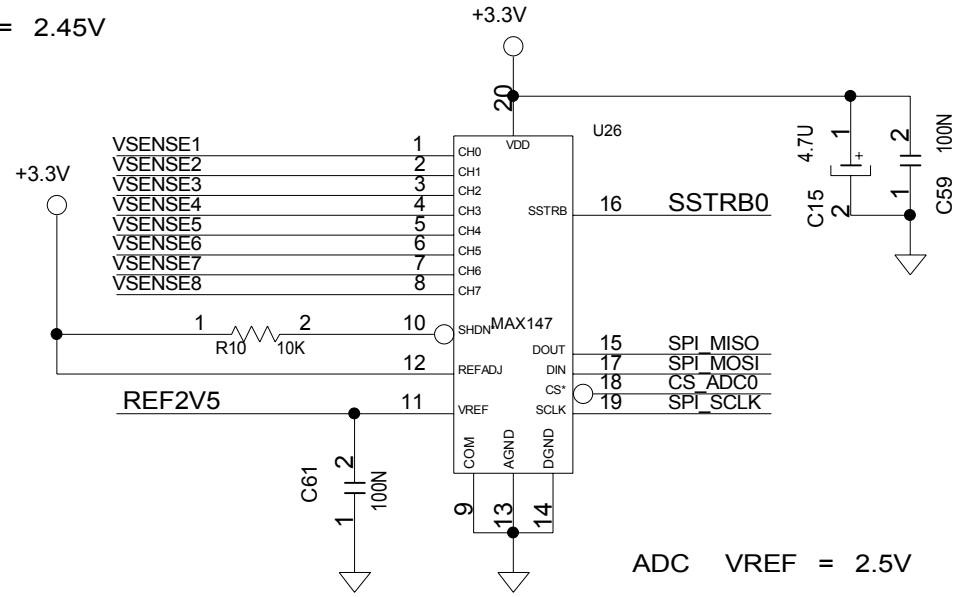 = 2.45V
+3.3V
20
U26
VDD
VSENSE1 1 CH0
VSENSE2 2 CH1
VSENSE3 3 CH2
VSENSE4 4 CH3
VSENSE5 5 CH4
VSENSE6 6 CH5
VSENSE7 7 CH6
VSENSE8 8 CH7
+3.3V
SSTRB 16 SSTRB0
4.7U 1
C15 2
2 100N
1 C59
1 2 10 SHDN MAX147
R10 10K
12 REFADJ
REF2V5 11 VREF
DOUT 15 SPI_MISO
DIN 17 SPI_MOSI
CS* 18 CS_ADC0
SCLK 19 SPI_SCLK
COM AGND DGND
9 13 14
C61 2
1 100N
ADC VREF = 2.5V